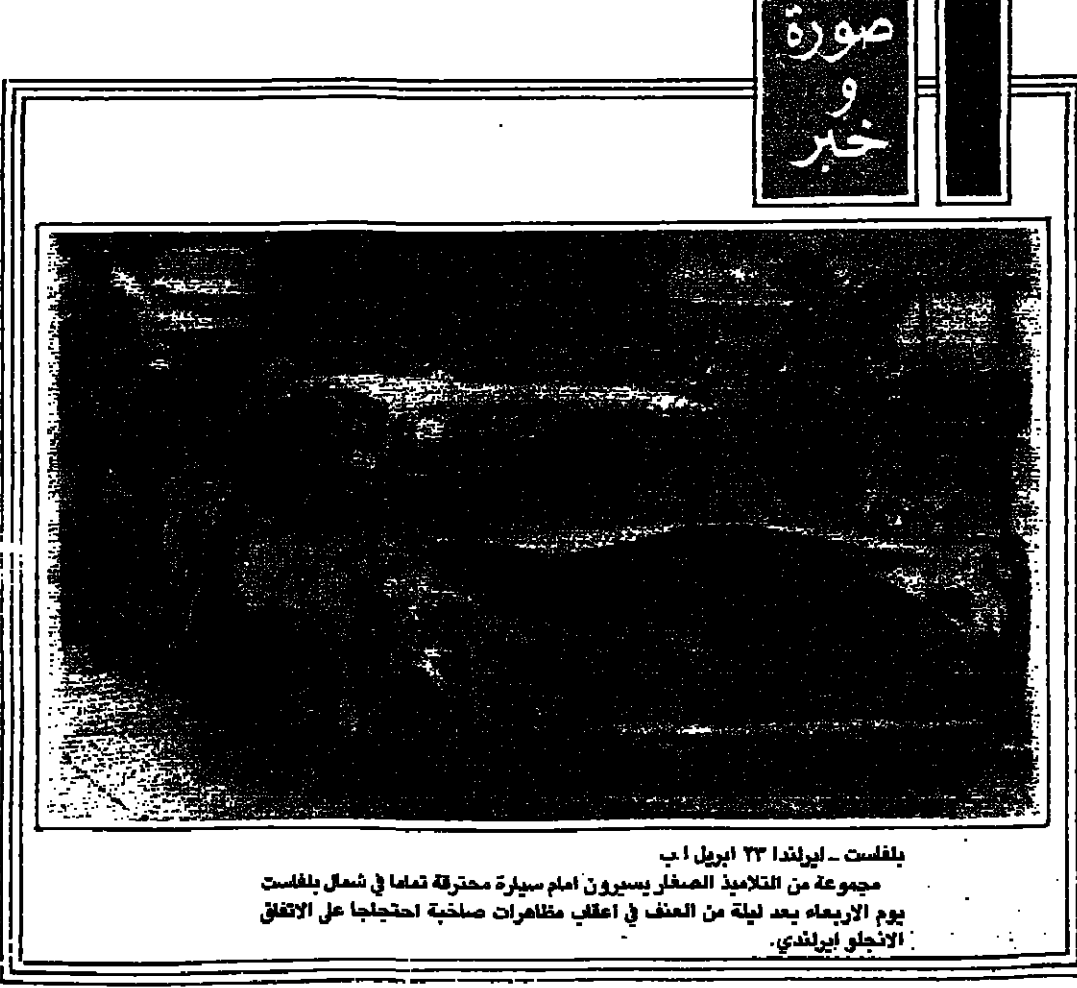 صورة
و
خبر
بلفاست ـ ايرلندا ٢٣ ابريل ا.ب
مجموعة من التلاميذ الصغار يسيرون امام سيارة محترقة تماما في شمال بلفاست
يوم الاربعاء بعد ليلة من العنف في اعقاب مظاهرات صاخبة احتجاجا على الاتفاق
الانجلو ايرلندي.